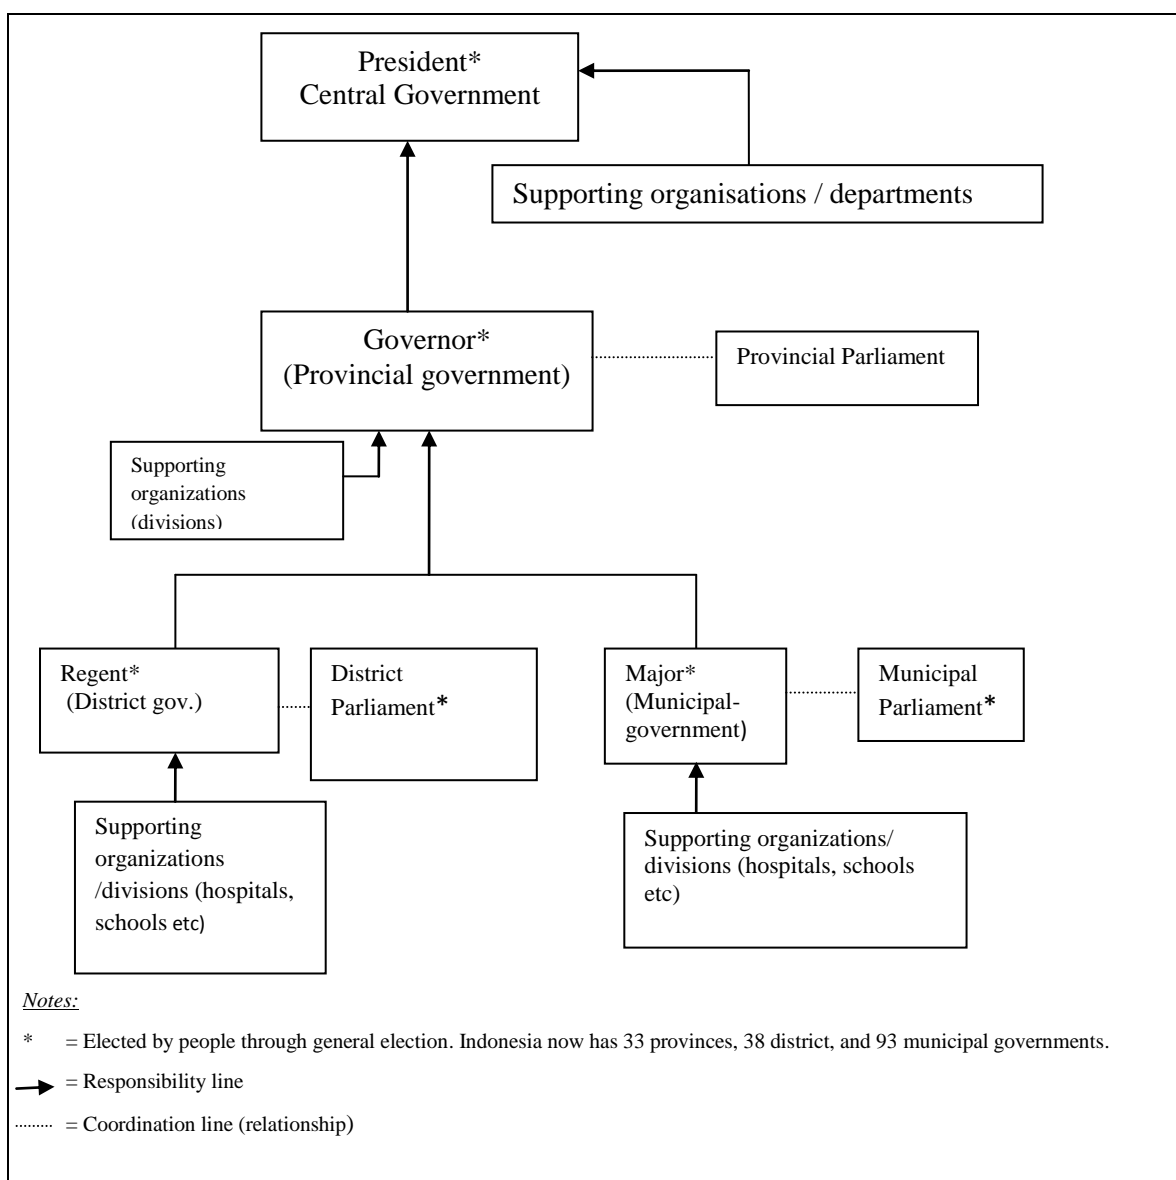 President*
Central Government
Supporting organisations / departments
Governor*
(Provincial government)
Provincial Parliament
Supporting
organizations
(divisions)
Regent*
(District gov.)
District
Parliament*
Major*
(Municipal-
government)
Municipal
Parliament*
Supporting
organizations
/divisions (hospitals,
schools etc)
Supporting organizations/
divisions (hospitals, schools
etc)
Notes:
* = Elected by people through general election. Indonesia now has 33 provinces, 38 district, and 93 municipal governments.
= Responsibility line
......... = Coordination line (relationship)